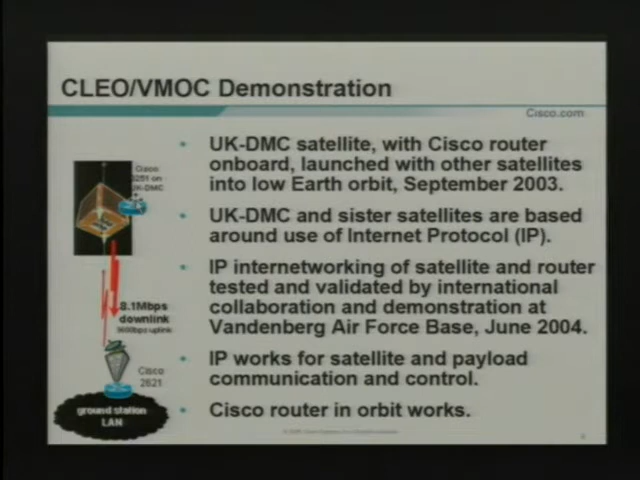 CLEO/VMOC Demonstration
Cisco.com
UK-DMC satellite, with Cisco router
onboard, launched with other satellites
into low Earth orbit, September 2003.
UK-DMC and sister satellites are based
around use of Internet Protocol (IP).
IP internetworking of satellite and router
tested and validated by international
collaboration and demonstration at
Vandenberg Air Force Base, June 2004.
IP works for satellite and payload
communication and control.
Cisco router in orbit works.
Cisco
3251 on
UK-DMC
8.1Mbps
downlink
9600bps uplink
Cisco
2621
ground station
LAN